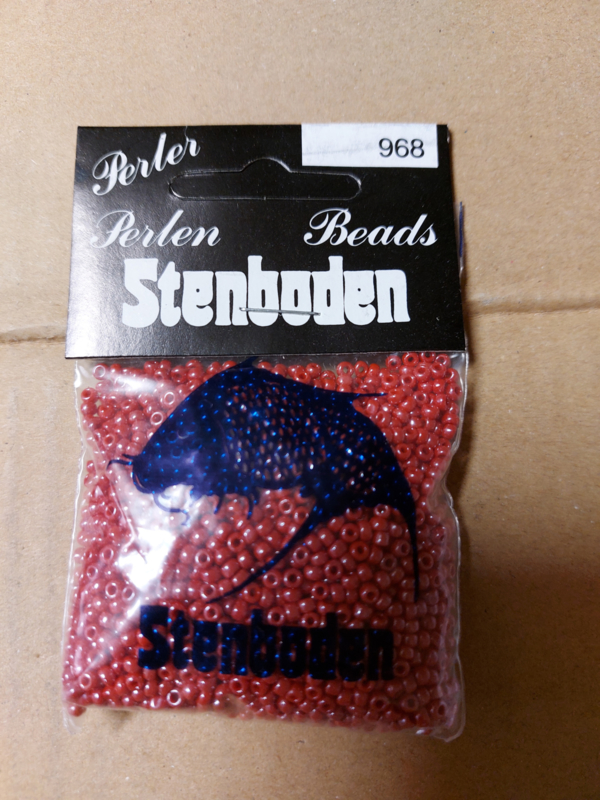 968
Perler
Perlen Beads
Stenboden
Stenboden